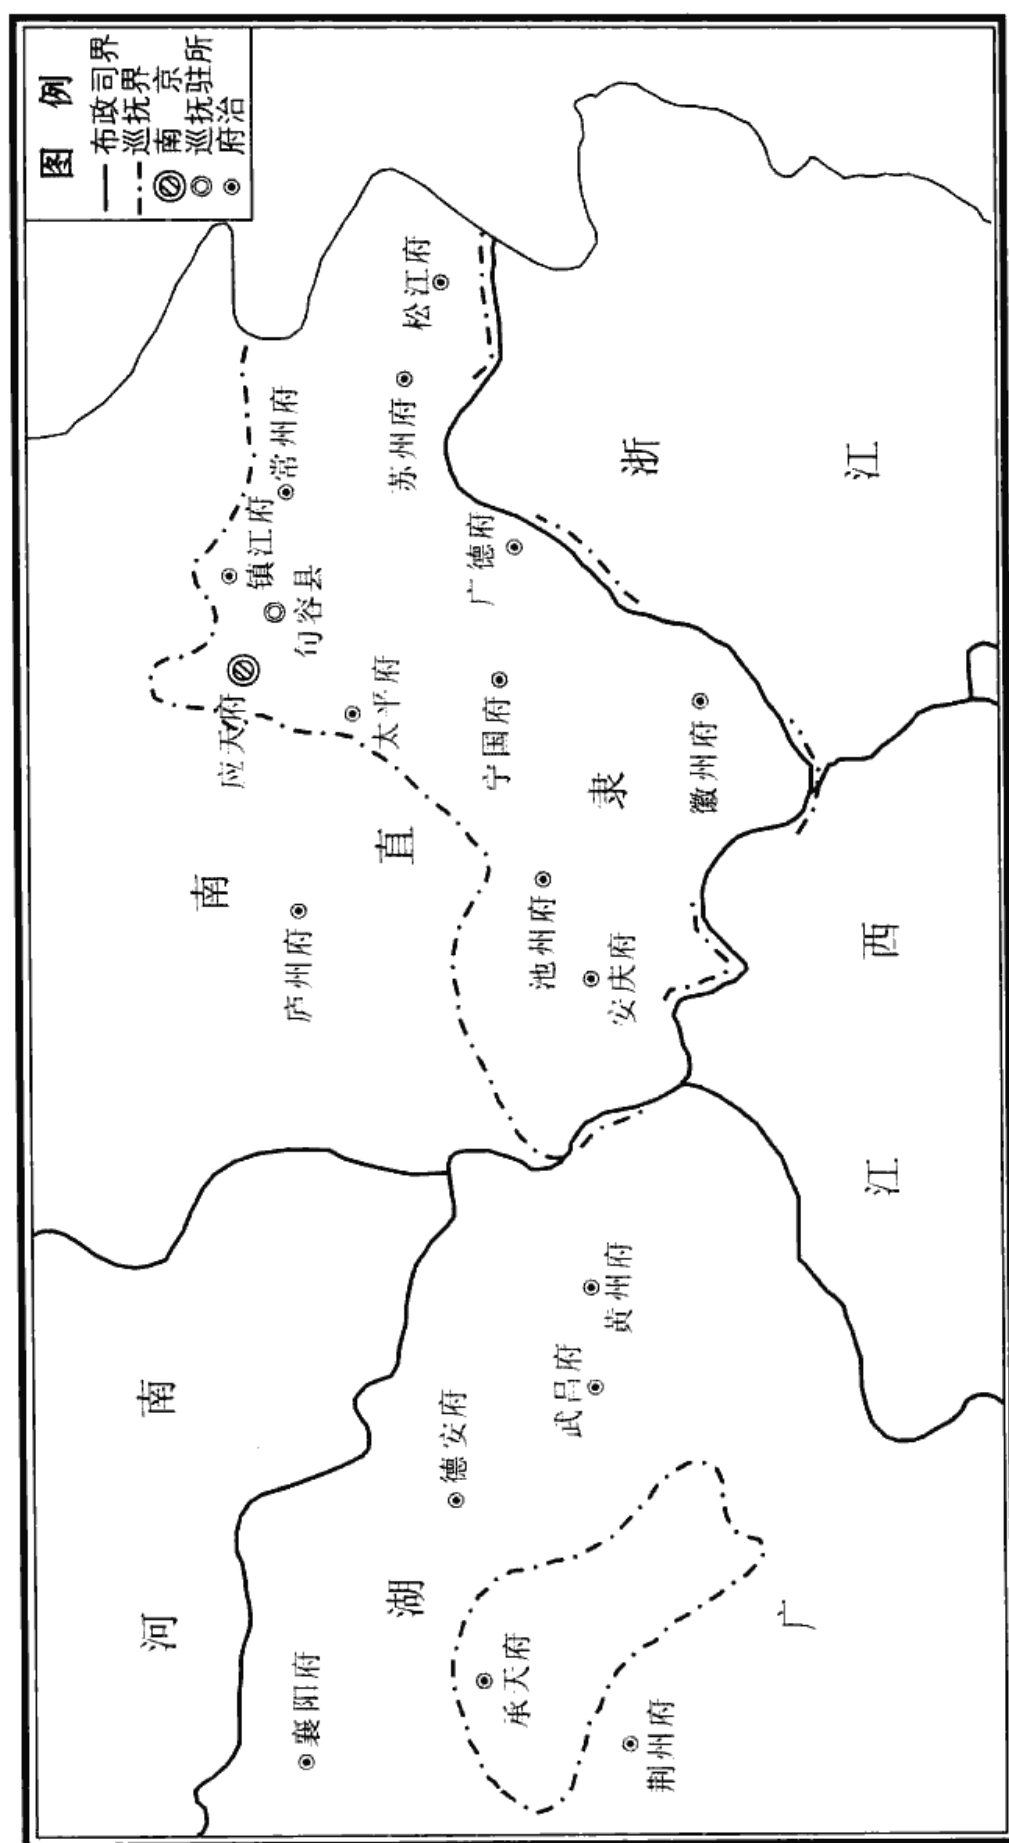 图 例
布政司界
巡抚界
南 京
巡抚驻所
府治
河 南
南 直 隶
浙 江
江 西
湖 广
松江府
苏州府
常州府
镇江府
句容县
应天府
太平府
广德府
宁国府
徽州府
池州府
安庆府
庐州府
黄州府
武昌府
德安府
襄阳府
承天府
荆州府